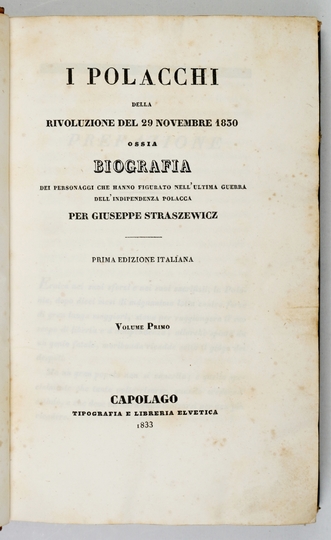 I POLACCHI
DELLA
RIVOLUZIONE DEL 29 NOVEMBRE 1830
OSSIA
BIOGRAFIA
DEI PERSONAGGI CHE HANNO FIGURATO NELL'ULTIMA GUERRA
DELL'INDIPENDENZA POLACCA
PER GIUSEPPE STRASZEWICZ
PRIMA EDIZIONE ITALIANA
VOLUME PRIMO
CAPOLAGO
TIPOGRAFIA E LIBRERIA ELVETICA
1833